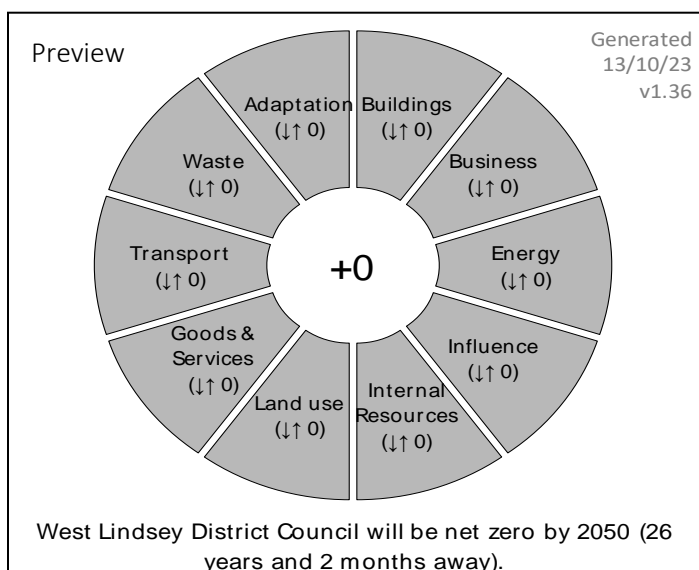 Preview
Generated
13/10/23
v1.36
Adaptation
(↓↑ 0)
Buildings
(↓↑ 0)
Waste
(↓↑ 0)
Business
(↓↑ 0)
Transport
(↓↑ 0)
+0
Energy
(↓↑ 0)
Goods &
Services
(↓↑ 0)
Influence
(↓↑ 0)
Land use
(↓↑ 0)
Internal
Resources
(↓↑ 0)
West Lindsey District Council will be net zero by 2050 (26
years and 2 months away).